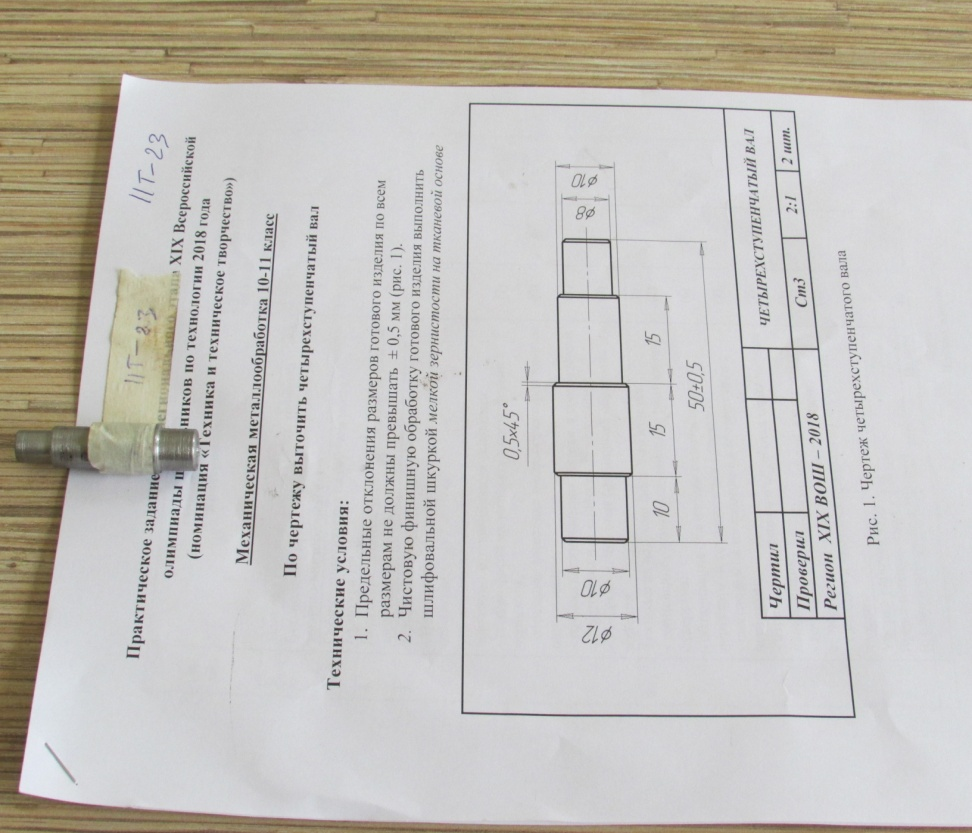 11Т-23
11Т-23
Практическое задание XIX Всероссийской
олимпиады ников по технологии 2018 года
(номинация «Техника и техническое творчество»)
Механическая металлообработка 10-11 класс
По чертежу выточить четырехступенчатый вал
Технические условия:
1. Предельные отклонения размеров готового изделия по всем
размерам не должны превышать ± 0,5 мм (рис. 1).
2. Чистовую финишную обработку готового изделия выполнить
шлифовальной шкуркой мелкой зернистости на тканевой основе
0,5х45°
ø12
ø10
ø8
ø10
10
15
15
50±0,5
Чертил
ЧЕТЫРЕХСТУПЕНЧАТЫЙ ВАЛ
Проверил
Регион XIX ВОШ – 2018
Ст3
2:1
2 шт.
Рис. 1. Чертеж четырехступенчатого вала